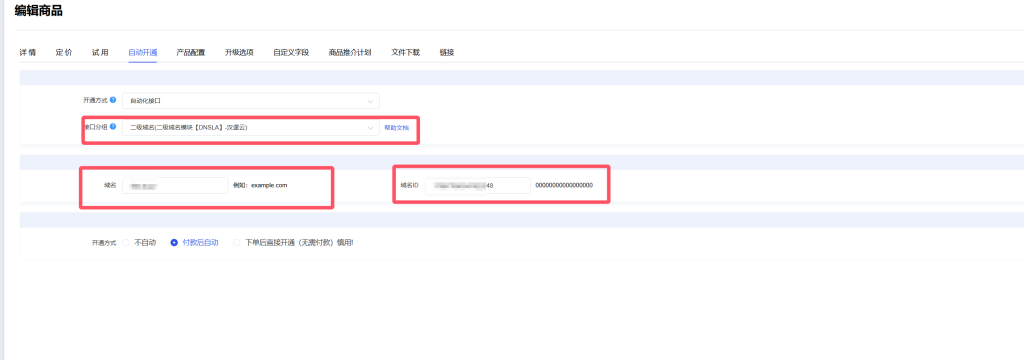 编辑商品
详 情 定 价 试 用 自动开通 产品配置 升级选项 自定义字段 商品推介计划 文件下载 链接
开通方式 自动化接口
接口分组 二级域名(二级域名模块【DNSLA】-汉堡云) 帮助文档
域名 例如：example.com 域名ID 48 00000000000000000
开通方式 不自动 付款后自动 下单后直接开通（无需付款）慎用!